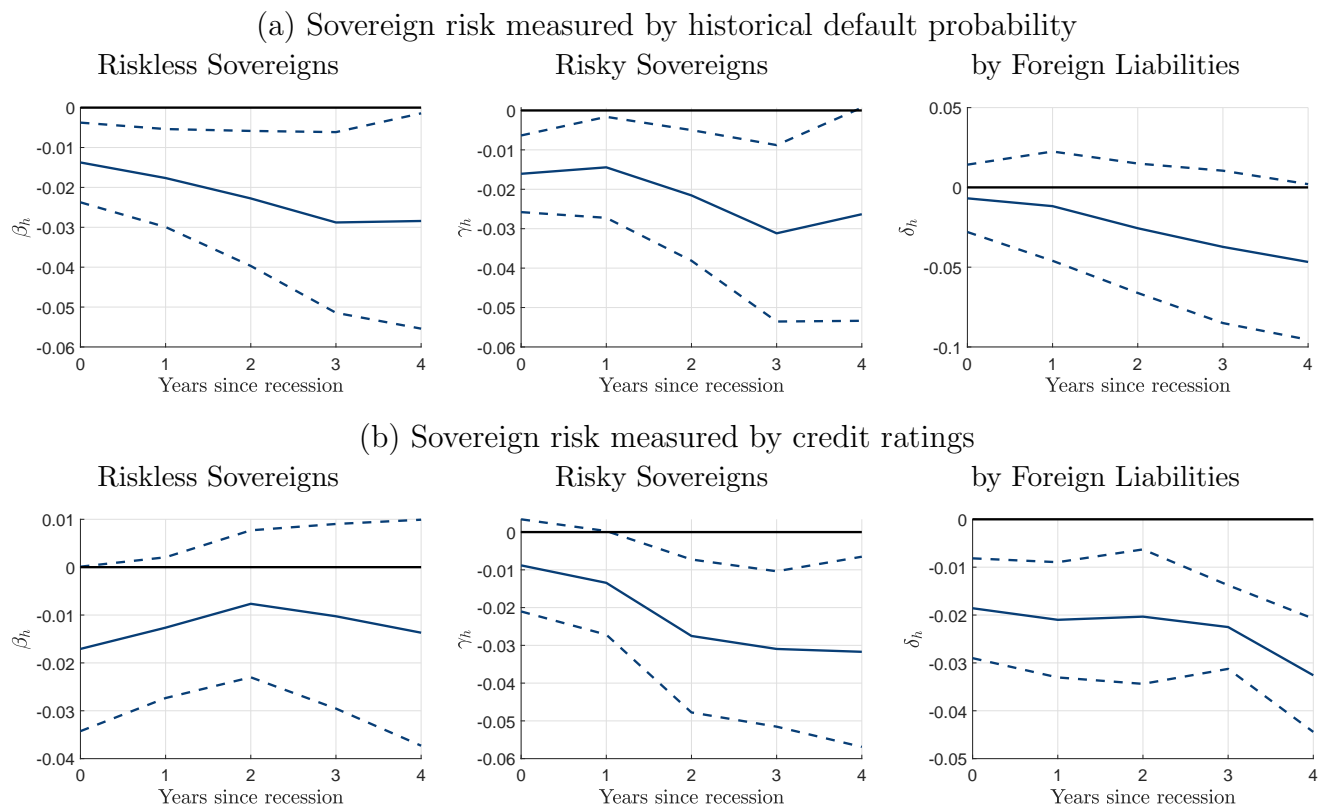 (a) Sovereign risk measured by historical default probability
Riskless Sovereigns
Risky Sovereigns
by Foreign Liabilities
0
-0.01
-0.02
-0.03
-0.04
-0.05
-0.06
β_h
0 1 2 3 4
Years since recession
0
-0.01
-0.02
-0.03
-0.04
-0.05
-0.06
γ_h
0 1 2 3 4
Years since recession
0.05
0
-0.05
-0.1
δ_h
0 1 2 3 4
Years since recession
(b) Sovereign risk measured by credit ratings
Riskless Sovereigns
Risky Sovereigns
by Foreign Liabilities
0.01
0
-0.01
-0.02
-0.03
-0.04
β_h
0 1 2 3 4
Years since recession
0
-0.01
-0.02
-0.03
-0.04
-0.05
-0.06
γ_h
0 1 2 3 4
Years since recession
0
-0.01
-0.02
-0.03
-0.04
-0.05
δ_h
0 1 2 3 4
Years since recession